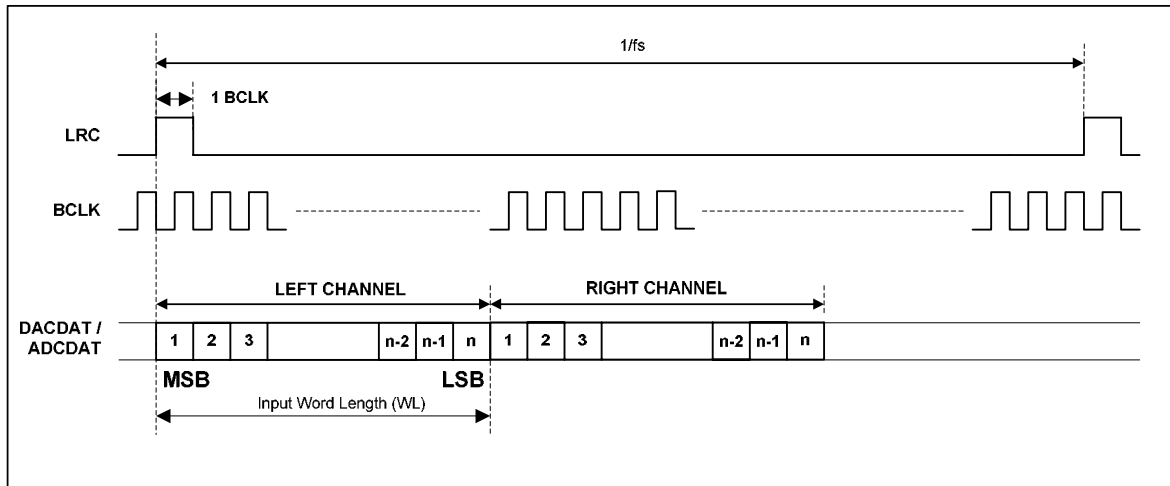 1/fs
1 BCLK
LRC
BCLK
LEFT CHANNEL RIGHT CHANNEL
DACDAT /
ADCDAT
1 2 3 n-2 n-1 n 1 2 3 n-2 n-1 n
MSB LSB
Input Word Length (WL)